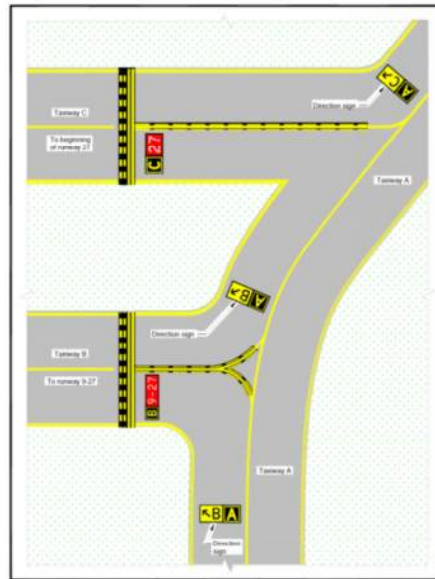 Taxiway C
To beginning
of runway 27
C 27
Direction sign
A C
Taxiway A
A B
Direction sign
Taxiway B
To runway 9-27
B 9-27
Taxiway A
B A
Direction
sign